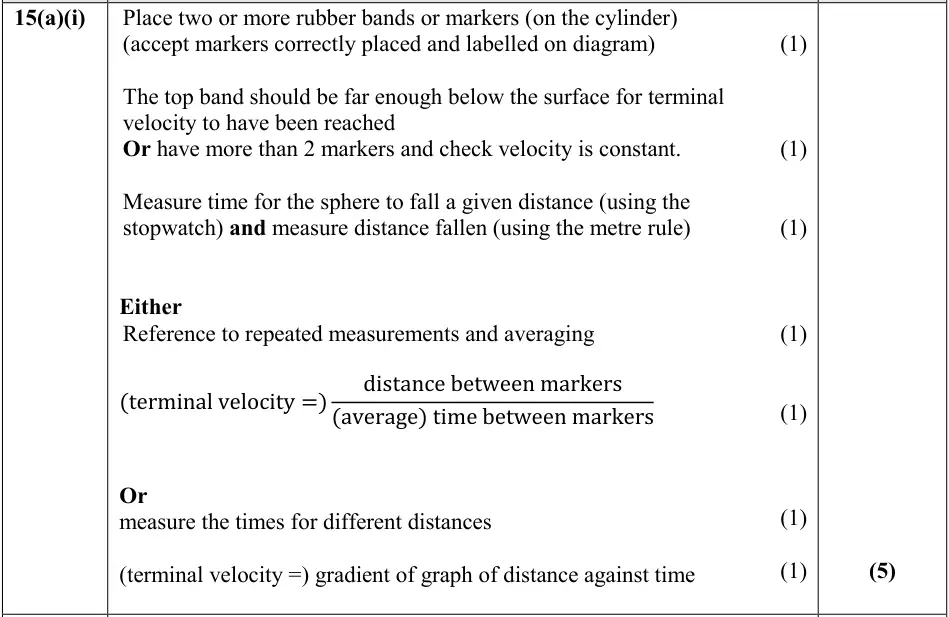 15(a)(i) Place two or more rubber bands or markers (on the cylinder)
(accept markers correctly placed and labelled on diagram) (1)
The top band should be far enough below the surface for terminal
velocity to have been reached
Or have more than 2 markers and check velocity is constant. (1)
Measure time for the sphere to fall a given distance (using the
stopwatch) and measure distance fallen (using the metre rule) (1)
Either
Reference to repeated measurements and averaging (1)
distance between markers
(terminal velocity =)
(average) time between markers (1)
Or
measure the times for different distances (1)
(terminal velocity =) gradient of graph of distance against time (1) (5)